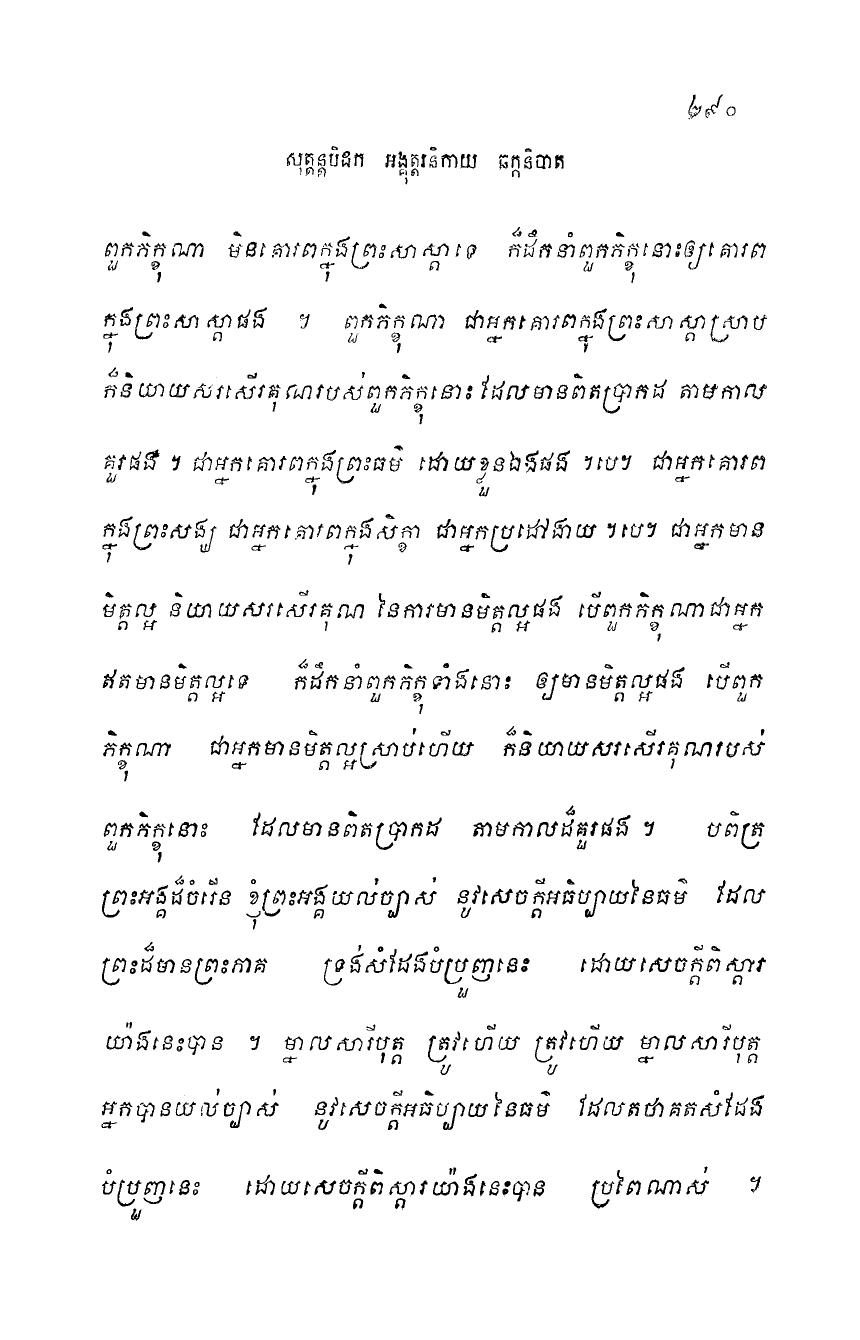 ២៩០
សុត្តន្តបិដក អង្គុត្តរនិកាយ ឆក្កនិបាត
ពួកភិក្ខុណា មិនគោរពក្នុងព្រះសាស្តាទេ ក៏ដឹកនាំពួកភិក្ខុនោះឲ្យគោរព
ក្នុងព្រះសាស្តាផង ។ ពួកភិក្ខុណា ជាអ្នកគោរពក្នុងព្រះសាស្តាស្រាប់
ក៏និយាយសរសើរគុណរបស់ពួកភិក្ខុនោះ ដែលមានពិតប្រាកដ តាមកាល
គួរផង ។ ជាអ្នកគោរពក្នុងព្រះធម៌ ដោយខ្លួនឯងផង ។បេ។ ជាអ្នកគោរព
ក្នុងព្រះសង្ឃ ជាអ្នកគោរពក្នុងសិក្ខា ជាអ្នកប្រដៅងាយ ។បេ។ ជាអ្នកមាន
មិត្តល្អ និយាយសរសើរគុណ នៃការមានមិត្តល្អផង បើពួកភិក្ខុណាជាអ្នក
ឥតមានមិត្តល្អទេ ក៏ដឹកនាំពួកភិក្ខុទាំងនោះ ឲ្យមានមិត្តល្អផង បើពួក
ភិក្ខុណា ជាអ្នកមានមិត្តល្អស្រាប់ហើយ ក៏និយាយសរសើរគុណរបស់
ពួកភិក្ខុនោះ ដែលមានពិតប្រាកដ តាមកាលដ៏គួរផង ។ បពិត្រ
ព្រះអង្គដ៏ចំរើន ខ្ញុំព្រះអង្គយល់ច្បាស់ នូវសេចក្តីអធិប្បាយនៃធម៌ ដែល
ព្រះដ៏មានព្រះភាគ ទ្រង់សំដែងបំប្រួញនេះ ដោយសេចក្តីពិស្តារ
យ៉ាងនេះបាន ។ ម្នាលសារីបុត្ត ត្រូវហើយ ត្រូវហើយ ម្នាលសារីបុត្ត
អ្នកបានយល់ច្បាស់ នូវសេចក្តីអធិប្បាយនៃធម៌ ដែលតថាគតសំដែង
បំប្រួញនេះ ដោយសេចក្តីពិស្តារយ៉ាងនេះបាន ប្រពៃណាស់ ។